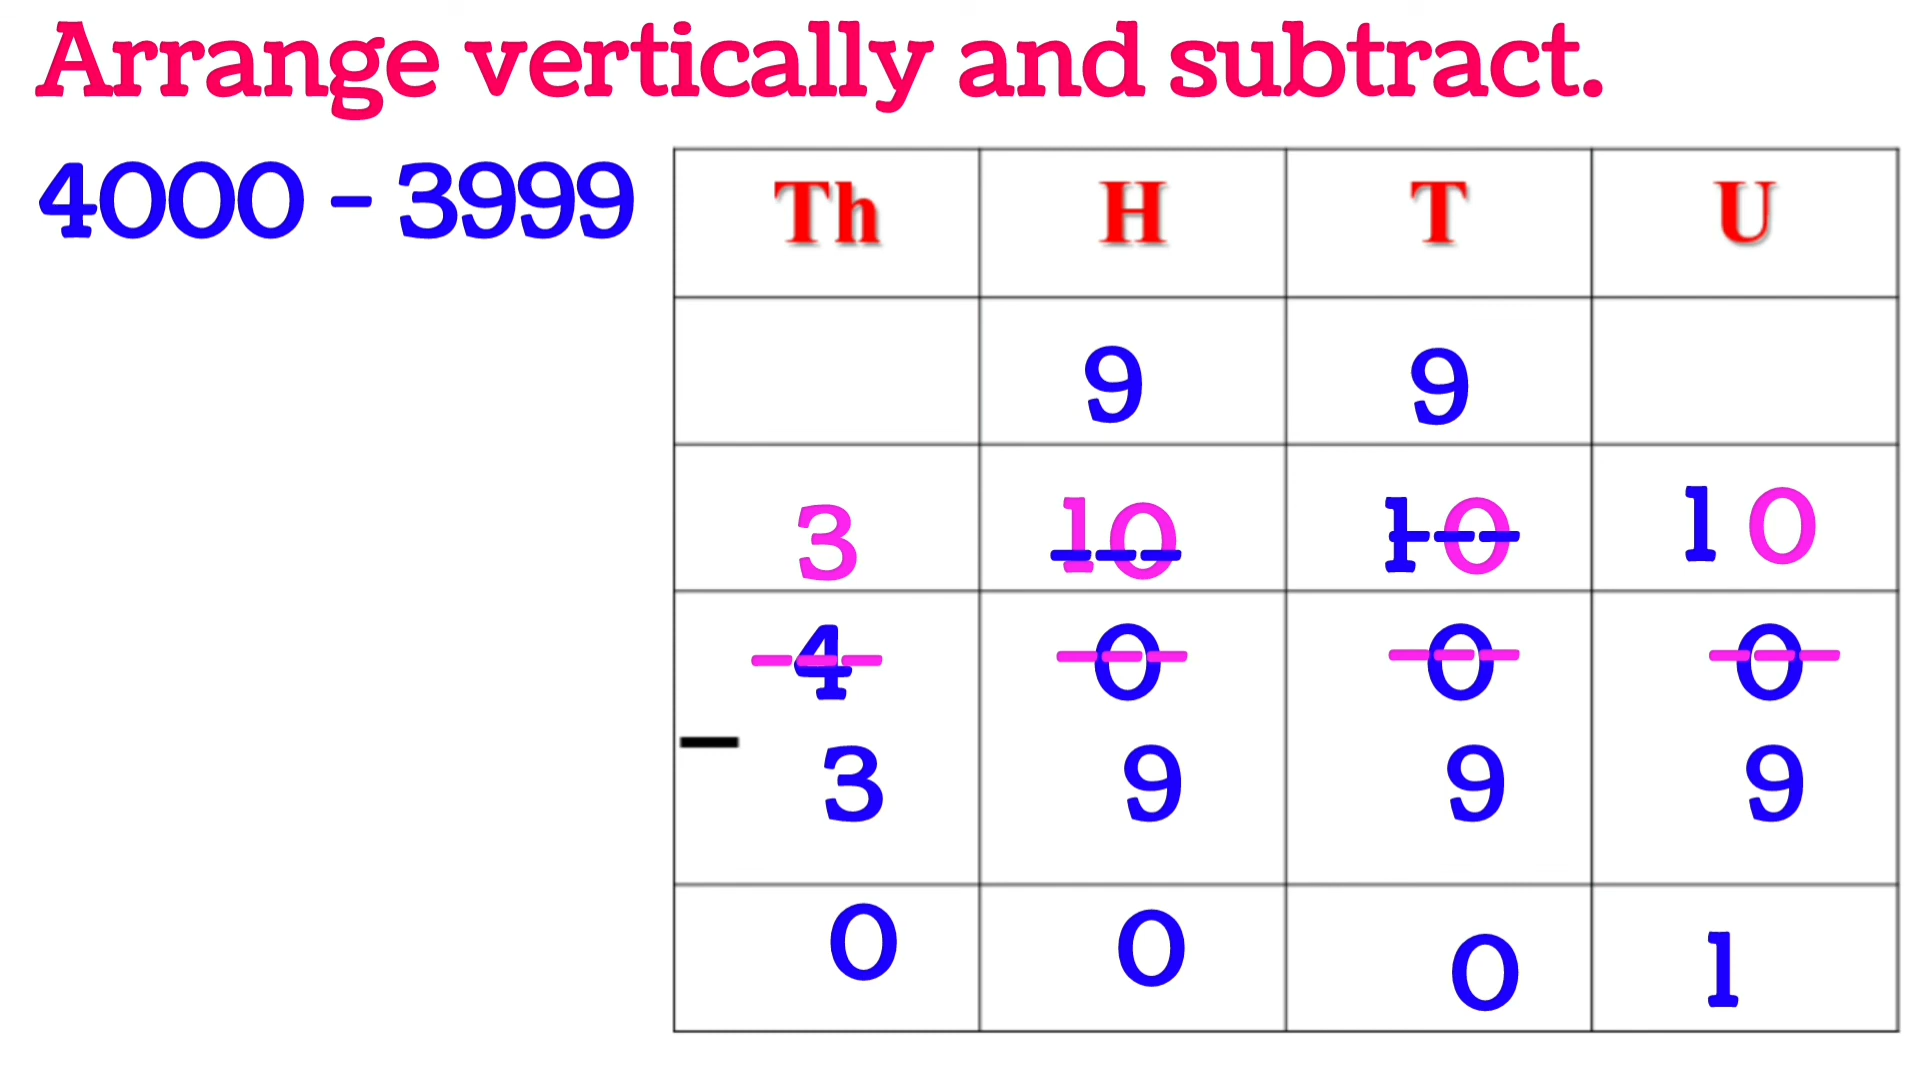 Arrange vertically and subtract.
4000 - 3999
Th H T U
9 9
3 10 10 10
4 0 0 0
- 3 9 9 9
0 0 0 1